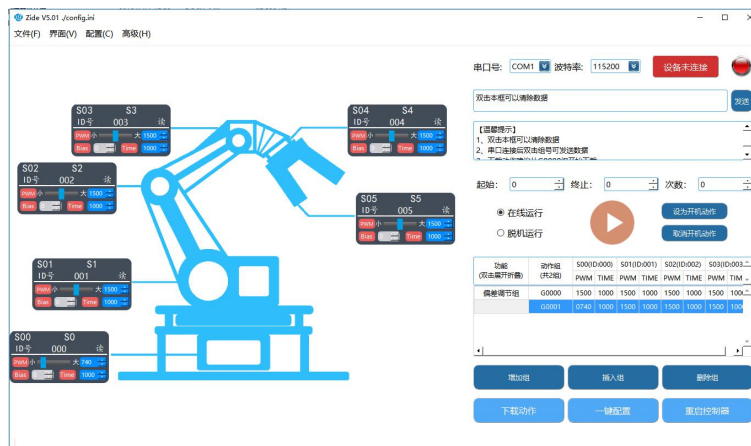 Zide V5.01 ./config.ini
文件(F) 界面(V) 配置(C) 高级(H)
串口号: COM1 波特率: 115200 设备未连接
双击本框可以清除数据
发送
【温馨提示】
1、双击本框可以清除数据
2、串口连接后双击组号可发送数据
起始: 0 终止: 0 次数: 0
在线运行
脱机运行
设为开机动作
取消开机动作
S03 S3
ID号 003 读
PWM 小 大 1500
Bias 0 Time 1000
S04 S4
ID号 004 读
PWM 小 大 1500
Bias 0 Time 1000
S02 S2
ID号 002 读
PWM 小 大 1500
Bias 0 Time 1000
S05 S5
ID号 005 读
PWM 小 大 1500
Bias 0 Time 1000
S01 S1
ID号 001 读
PWM 小 大 1500
Bias 0 Time 1000
S00 S0
ID号 000 读
PWM 小 大 740
Bias 0 Time 1000
功能 动作组 S00(ID:000) S01(ID:001) S02(ID:002) S03(ID:003
(双击展开折叠) (共2组) PWM TIME PWM TIME PWM TIME PWM TIM
偏差调节组 G0000 1500 1000 1500 1000 1500 1000 1500 100
G0001 0740 1000 1500 1000 1500 1000 1500 100
增加组 插入组 删除组
下载动作 一键配置 重启控制器